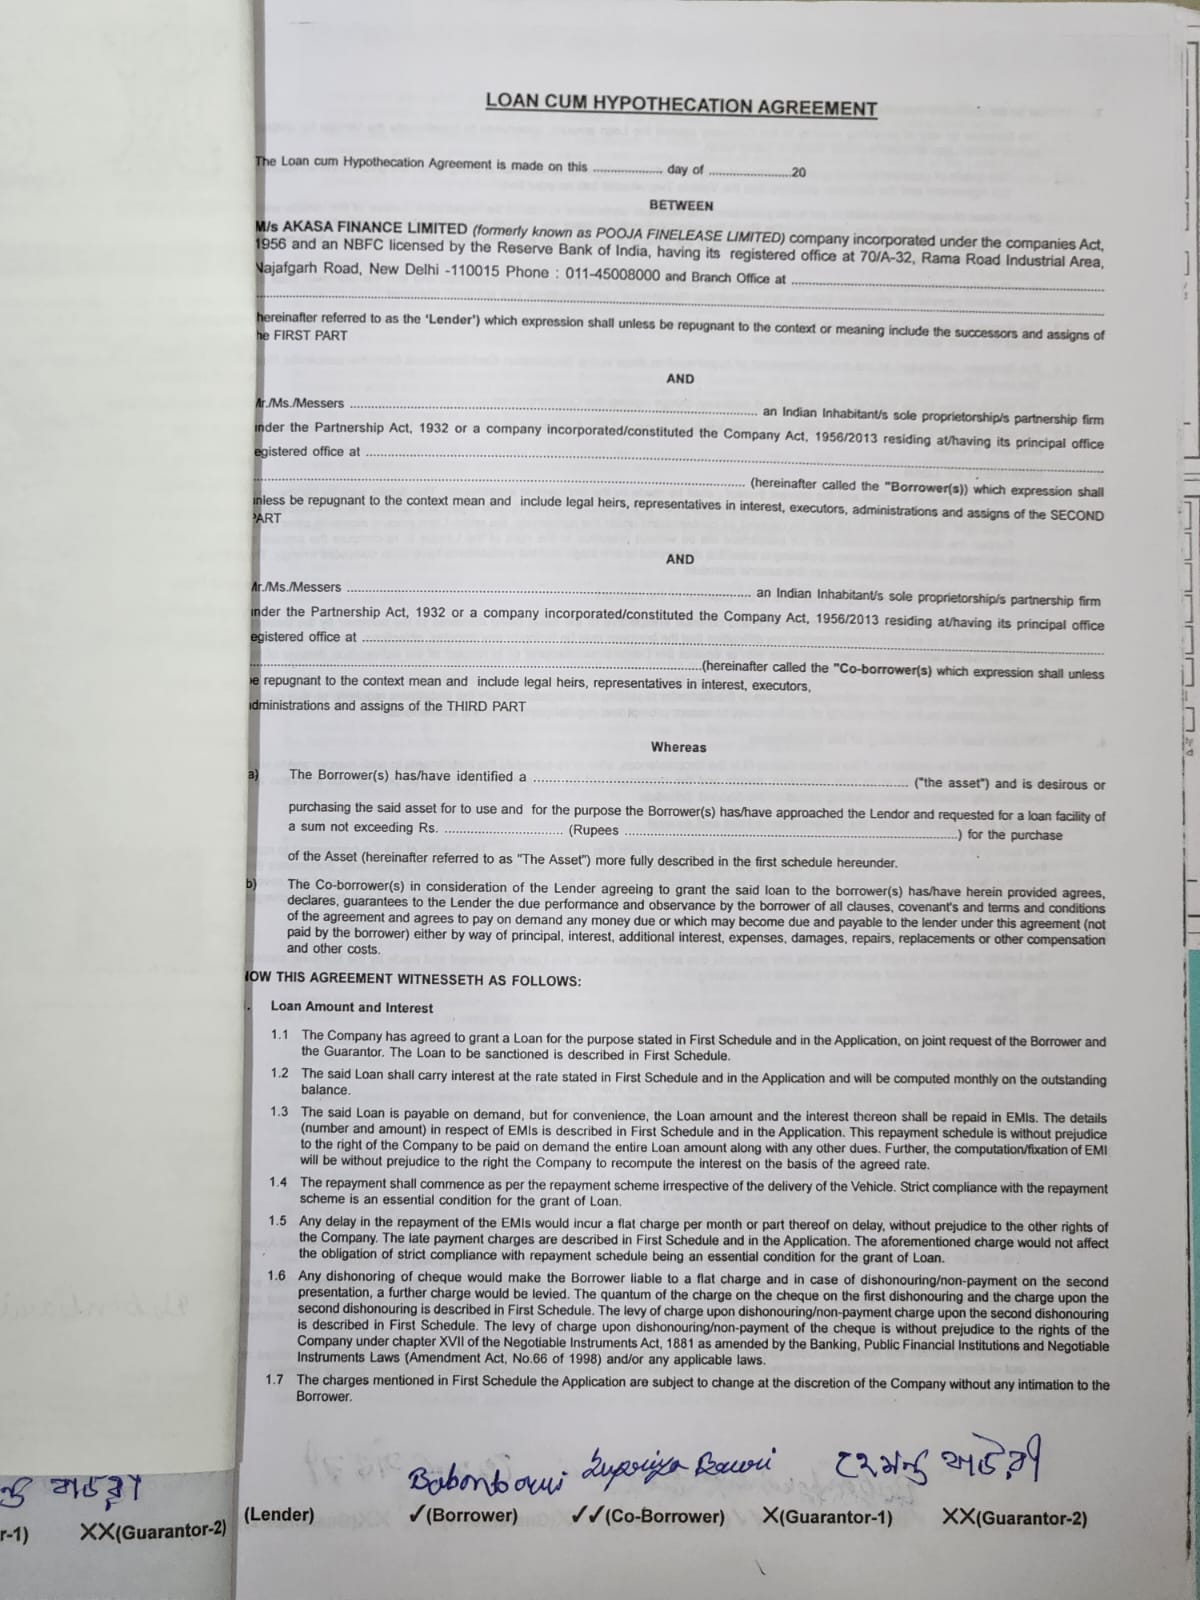 LOAN CUM HYPOTHECATION AGREEMENT
The Loan cum Hypothecation Agreement is made on this .................. day of ......................20
BETWEEN
M/s AKASA FINANCE LIMITED (formerly known as POOJA FINELEASE LIMITED) company incorporated under the companies Act,
1956 and an NBFC licensed by the Reserve Bank of India, having its registered office at 70/A-32, Rama Road Industrial Area,
Najafgarh Road, New Delhi -110015 Phone : 011-45008000 and Branch Office at ..................
hereinafter referred to as the 'Lender') which expression shall unless be repugnant to the context or meaning include the successors and assigns of
he FIRST PART
AND
Mr./Ms./Messers .................. an Indian Inhabitant/s sole proprietorship/s partnership firm
inder the Partnership Act, 1932 or a company incorporated/constituted the Company Act, 1956/2013 residing at/having its principal office
egistered office at ..................
.................. (hereinafter called the "Borrower(s)) which expression shall
inless be repugnant to the context mean and include legal heirs, representatives in interest, executors, administrations and assigns of the SECOND
PART
AND
Mr./Ms./Messers .................. an Indian Inhabitant/s sole proprietorship/s partnership firm
inder the Partnership Act, 1932 or a company incorporated/constituted the Company Act, 1956/2013 residing at/having its principal office
egistered office at ..................
..................(hereinafter called the "Co-borrower(s) which expression shall unless
e repugnant to the context mean and include legal heirs, representatives in interest, executors,
dministrations and assigns of the THIRD PART
Whereas
a) The Borrower(s) has/have identified a .................. ("the asset") and is desirous or
purchasing the said asset for to use and for the purpose the Borrower(s) has/have approached the Lendor and requested for a loan facility of
a sum not exceeding Rs. .................. (Rupees ..................) for the purchase
of the Asset (hereinafter referred to as "The Asset") more fully described in the first schedule hereunder.
b) The Co-borrower(s) in consideration of the Lender agreeing to grant the said loan to the borrower(s) has/have herein provided agrees,
declares, guarantees to the Lender the due performance and observance by the borrower of all clauses, covenant's and terms and conditions
of the agreement and agrees to pay on demand any money due or which may become due and payable to the lender under this agreement (not
paid by the borrower) either by way of principal, interest, additional interest, expenses, damages, repairs, replacements or other compensation
and other costs.
NOW THIS AGREEMENT WITNESSETH AS FOLLOWS:
Loan Amount and Interest
1.1 The Company has agreed to grant a Loan for the purpose stated in First Schedule and in the Application, on joint request of the Borrower and
the Guarantor. The Loan to be sanctioned is described in First Schedule.
1.2 The said Loan shall carry interest at the rate stated in First Schedule and in the Application and will be computed monthly on the outstanding
balance.
1.3 The said Loan is payable on demand, but for convenience, the Loan amount and the interest thereon shall be repaid in EMIs. The details
(number and amount) in respect of EMIs is described in First Schedule and in the Application. This repayment schedule is without prejudice
to the right of the Company to be paid on demand the entire Loan amount along with any other dues. Further, the computation/fixation of EMI
will be without prejudice to the right the Company to recompute the interest on the basis of the agreed rate.
1.4 The repayment shall commence as per the repayment scheme irrespective of the delivery of the Vehicle. Strict compliance with the repayment
scheme is an essential condition for the grant of Loan.
1.5 Any delay in the repayment of the EMIs would incur a flat charge per month or part thereof on delay, without prejudice to the other rights of
the Company. The late payment charges are described in First Schedule and in the Application. The aforementioned charge would not affect
the obligation of strict compliance with repayment schedule being an essential condition for the grant of Loan.
1.6 Any dishonoring of cheque would make the Borrower liable to a flat charge and in case of dishonouring/non-payment on the second
presentation, a further charge would be levied. The quantum of the charge on the cheque on the first dishonouring and the charge upon the
second dishonouring is described in First Schedule. The levy of charge upon dishonouring/non-payment charge upon the second dishonouring
is described in First Schedule. The levy of charge upon dishonouring/non-payment of the cheque is without prejudice to the rights of the
Company under chapter XVII of the Negotiable Instruments Act, 1881 as amended by the Banking, Public Financial Institutions and Negotiable
Instruments Laws (Amendment Act, No.66 of 1998) and/or any applicable laws.
1.7 The charges mentioned in First Schedule the Application are subject to change at the discretion of the Company without any intimation to the
Borrower.
Supriya Bauri
(Lender) ✓(Borrower) ✓✓(Co-Borrower) X(Guarantor-1) XX(Guarantor-2)
r-1) XX(Guarantor-2)